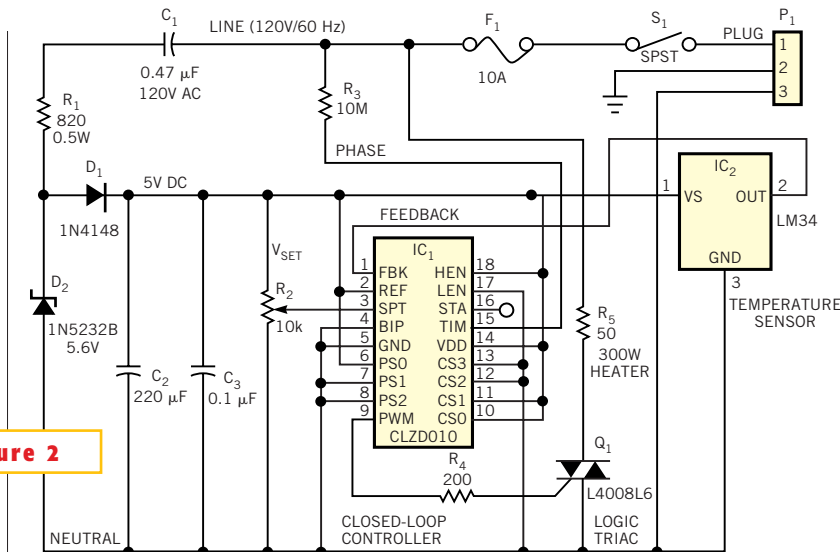 C1
0.47 µF
120V AC
LINE (120V/60 Hz)
F1
10A
S1
SPST
PLUG
P1
1
2
3
R1
820
0.5W
R3
10M
PHASE
D1
1N4148
5V DC
FEEDBACK
IC2
1
VS
OUT
2
LM34
GND
3
TEMPERATURE
SENSOR
VSET
R2
10k
D2
1N5232B
5.6V
C2
220 µF
C3
0.1 µF
IC1
1 FBK HEN 18
2 REF LEN 17
3 SPT STA 16
4 BIP TIM 15
5 GND VDD 14
6 PS0 CS3 13
7 PS1 CS2 12
8 PS2 CS1 11
9 PWM CS0 10
CLZD010
R5
50
300W
HEATER
Q1
L4008L6
R4
200
ure 2
NEUTRAL
CLOSED-LOOP
CONTROLLER
LOGIC
TRIAC